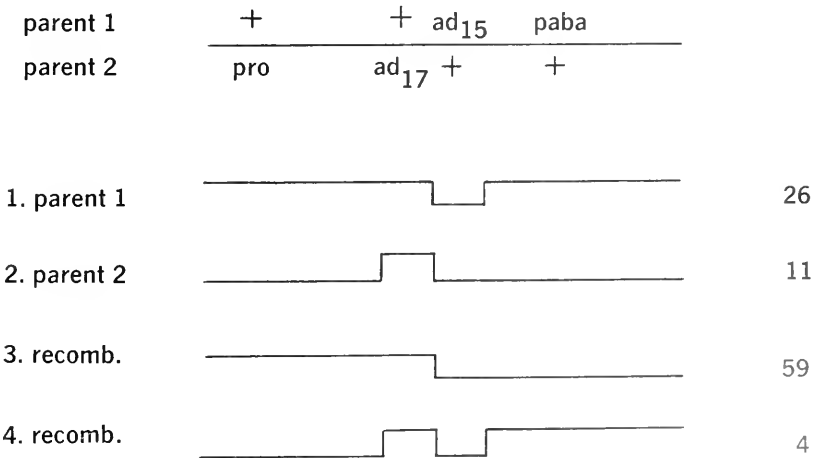 parent 1 + + ad15 paba
parent 2 pro ad17 + +
1. parent 1 26
2. parent 2 11
3. recomb. 59
4. recomb. 4